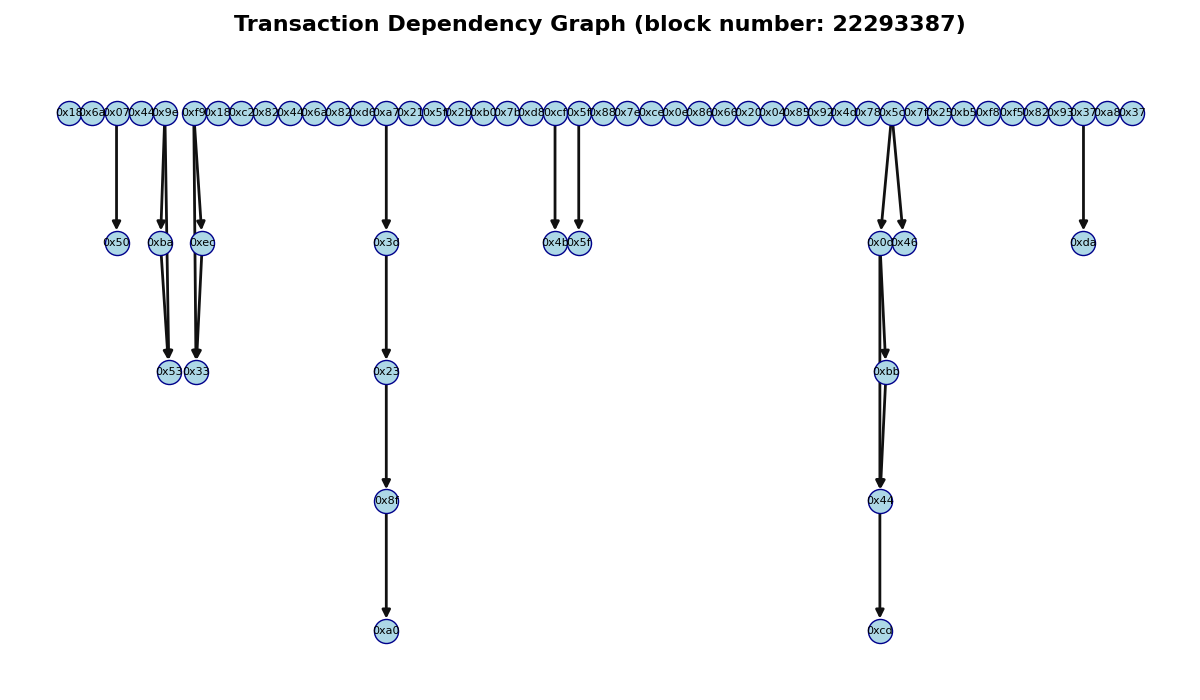 Transaction Dependency Graph (block number: 22293387)
0x18 0x6a 0x07 0x44 0x9e 0xf9 0x18 0xc2 0x82 0x44 0x6a 0x82 0xd6 0xa7 0x21 0x5f 0x2b 0xb0 0x7b 0xd8 0xcf 0x5f 0x88 0x7e 0xce 0x0e 0x86 0x66 0x20 0x04 0x85 0x92 0x4d 0x78 0x5c 0x7f 0x25 0xb5 0xf8 0xf5 0x82 0x93 0x37 0xa8 0x37
0x50 0xba 0xec 0x3d 0x4b 0x5f 0x0c 0x46 0xda
0x53 0x33 0x23 0xbb
0x8f 0x44
0xa0 0xcd